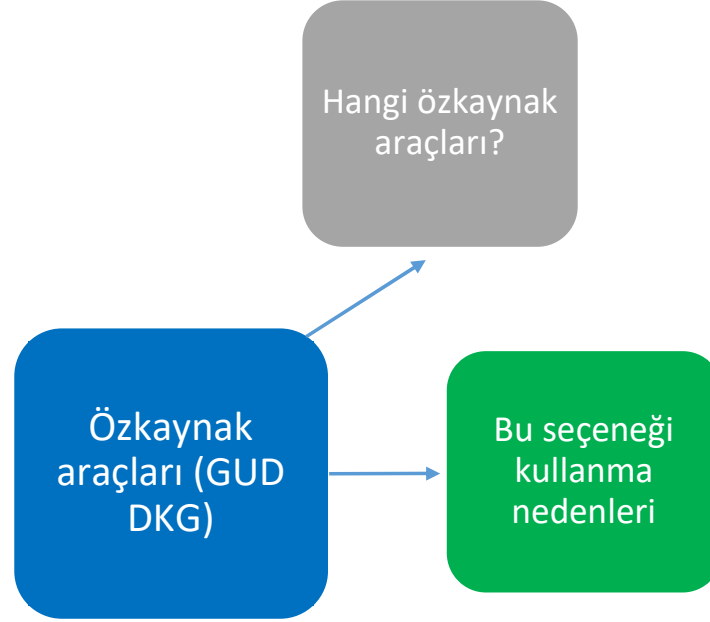 Hangi özkaynak
araçları?
Özkaynak
araçları (GUD
DKG)
Bu seçeneği
kullanma
nedenleri